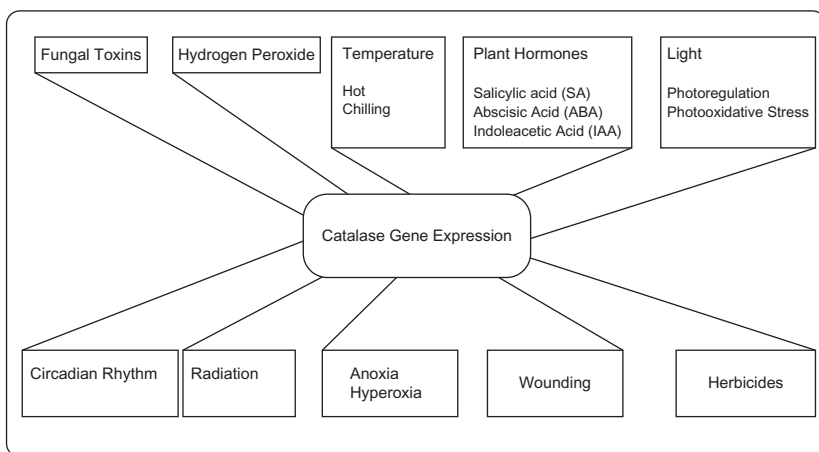 Fungal Toxins
Hydrogen Peroxide
Temperature
Hot
Chilling
Plant Hormones
Salicylic acid (SA)
Abscisic Acid (ABA)
Indoleacetic Acid (IAA)
Light
Photoregulation
Photooxidative Stress
Catalase Gene Expression
Circadian Rhythm
Radiation
Anoxia
Hyperoxia
Wounding
Herbicides